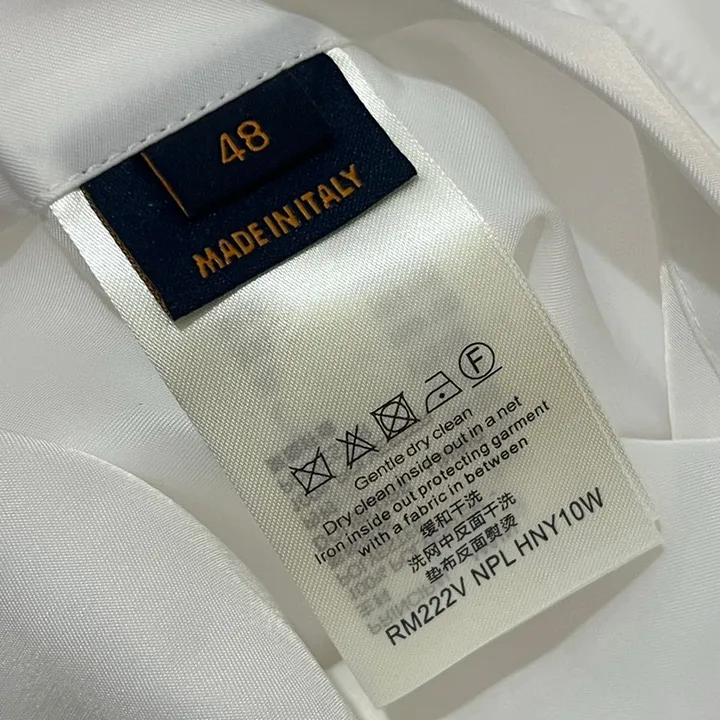 48
MADE IN ITALY
F
Gentle dry clean
Dry clean inside out in a net
Iron inside out protecting garment
with a fabric in between
缓和干洗
洗网中反面干洗
垫布反面熨烫
RM222V NPL HNY10W